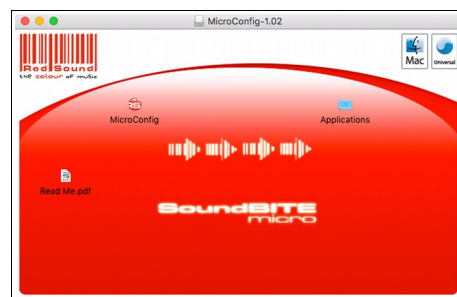 MicroConfig-1.02
Red Sound
the colour of music
Mac
Universal
MicroConfig
Applications
Read Me.pdf
SoundBITE
micro